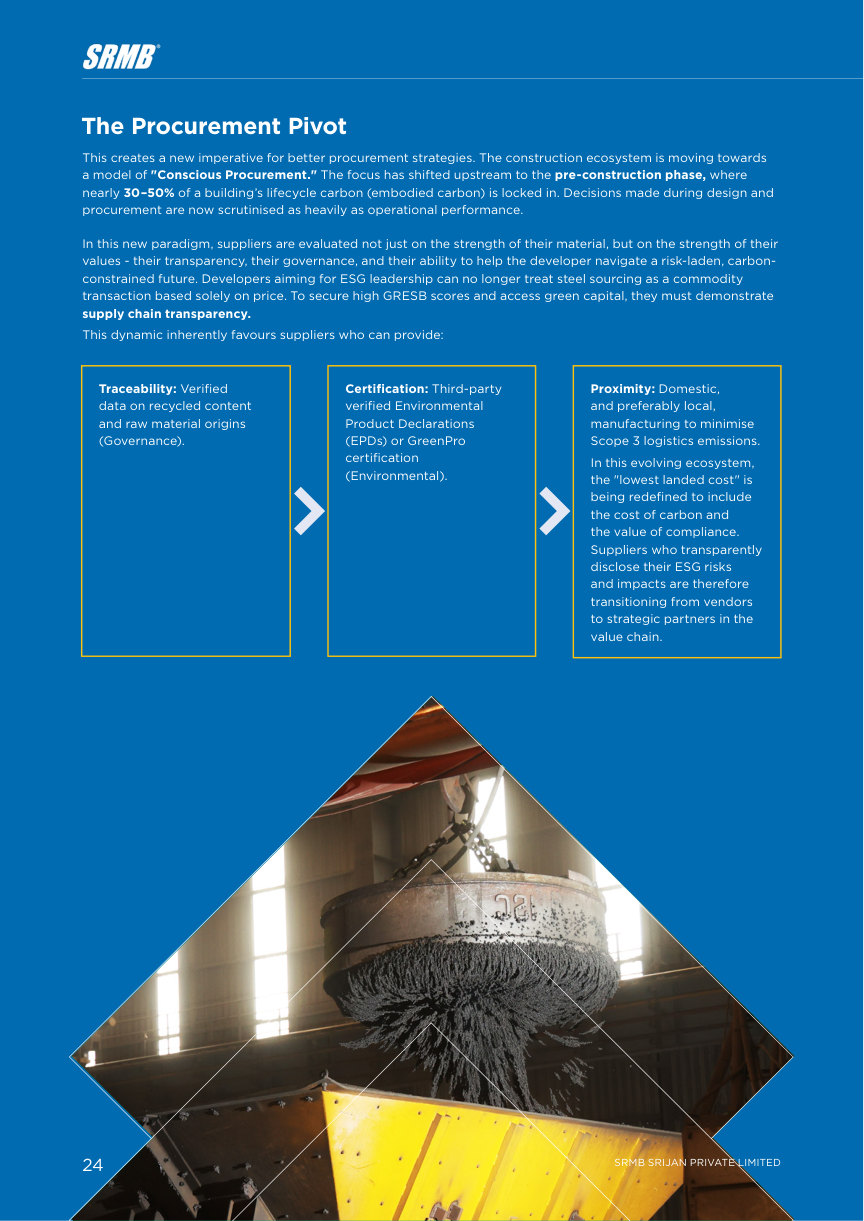 SRMB®
The Procurement Pivot
This creates a new imperative for better procurement strategies. The construction ecosystem is moving towards
a model of "Conscious Procurement." The focus has shifted upstream to the pre-construction phase, where
nearly 30–50% of a building’s lifecycle carbon (embodied carbon) is locked in. Decisions made during design and
procurement are now scrutinised as heavily as operational performance.
In this new paradigm, suppliers are evaluated not just on the strength of their material, but on the strength of their
values - their transparency, their governance, and their ability to help the developer navigate a risk-laden, carbon-
constrained future. Developers aiming for ESG leadership can no longer treat steel sourcing as a commodity
transaction based solely on price. To secure high GRESB scores and access green capital, they must demonstrate
supply chain transparency.
This dynamic inherently favours suppliers who can provide:
Traceability: Verified
data on recycled content
and raw material origins
(Governance).
Certification: Third-party
verified Environmental
Product Declarations
(EPDs) or GreenPro
certification
(Environmental).
Proximity: Domestic,
and preferably local,
manufacturing to minimise
Scope 3 logistics emissions.
In this evolving ecosystem,
the "lowest landed cost" is
being redefined to include
the cost of carbon and
the value of compliance.
Suppliers who transparently
disclose their ESG risks
and impacts are therefore
transitioning from vendors
to strategic partners in the
value chain.
24
SRMB SRIJAN PRIVATE LIMITED